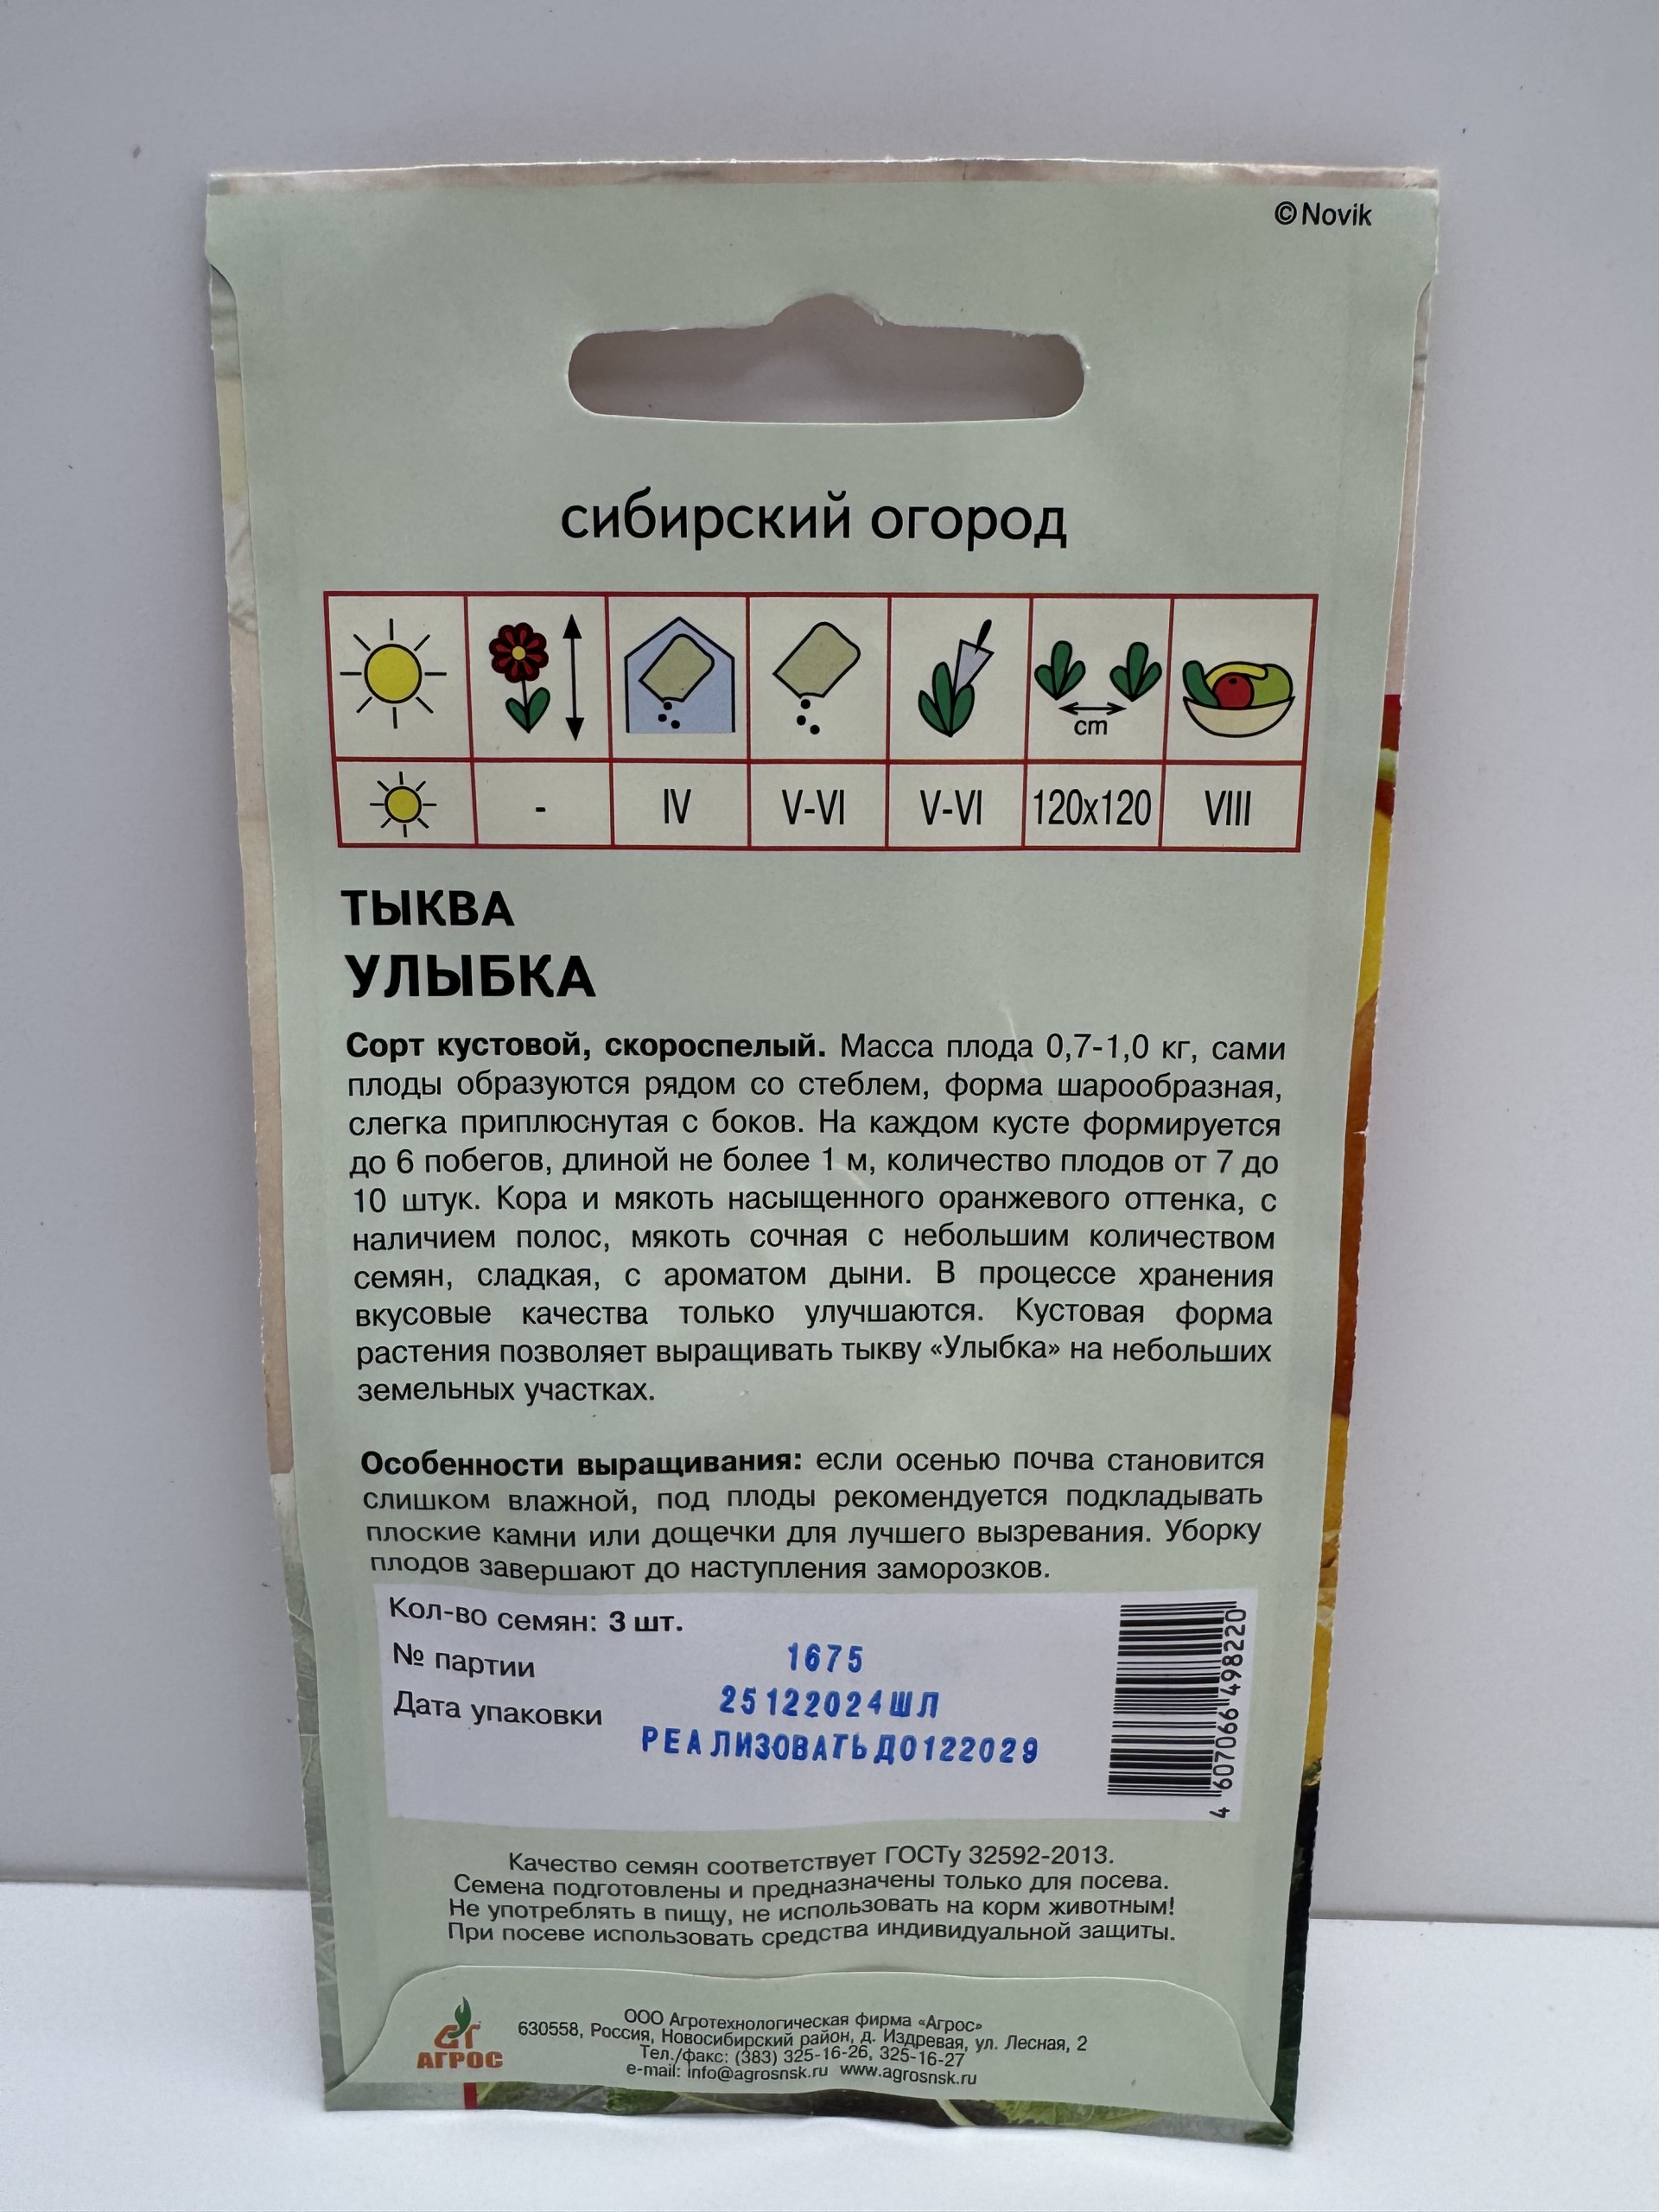 ©Novik
сибирский огород
cm
- IV V-VI V-VI 120x120 VIII
ТЫКВА
УЛЫБКА
Сорт кустовой, скороспелый. Масса плода 0,7-1,0 кг, сами
плоды образуются рядом со стеблем, форма шарообразная,
слегка приплюснутая с боков. На каждом кусте формируется
до 6 побегов, длиной не более 1 м, количество плодов от 7 до
10 штук. Кора и мякоть насыщенного оранжевого оттенка, с
наличием полос, мякоть сочная с небольшим количеством
семян, сладкая, с ароматом дыни. В процессе хранения
вкусовые качества только улучшаются. Кустовая форма
растения позволяет выращивать тыкву «Улыбка» на небольших
земельных участках.
Особенности выращивания: если осенью почва становится
слишком влажной, под плоды рекомендуется подкладывать
плоские камни или дощечки для лучшего вызревания. Уборку
плодов завершают до наступления заморозков.
Кол-во семян: 3 шт.
№ партии 1675
Дата упаковки 25122024ШЛ
РЕАЛИЗОВАТЬДО122029
4 607066 498220
Качество семян соответствует ГОСТу 32592-2013.
Семена подготовлены и предназначены только для посева.
Не употреблять в пищу, не использовать на корм животным!
При посеве использовать средства индивидуальной защиты.
АГРОС
ООО Агротехнологическая фирма «Агрос»
630558, Россия, Новосибирский район, д. Издревая, ул. Лесная, 2
Тел./факс: (383) 325-16-26, 325-16-27
e-mail: info@agrosnsk.ru www.agrosnsk.ru